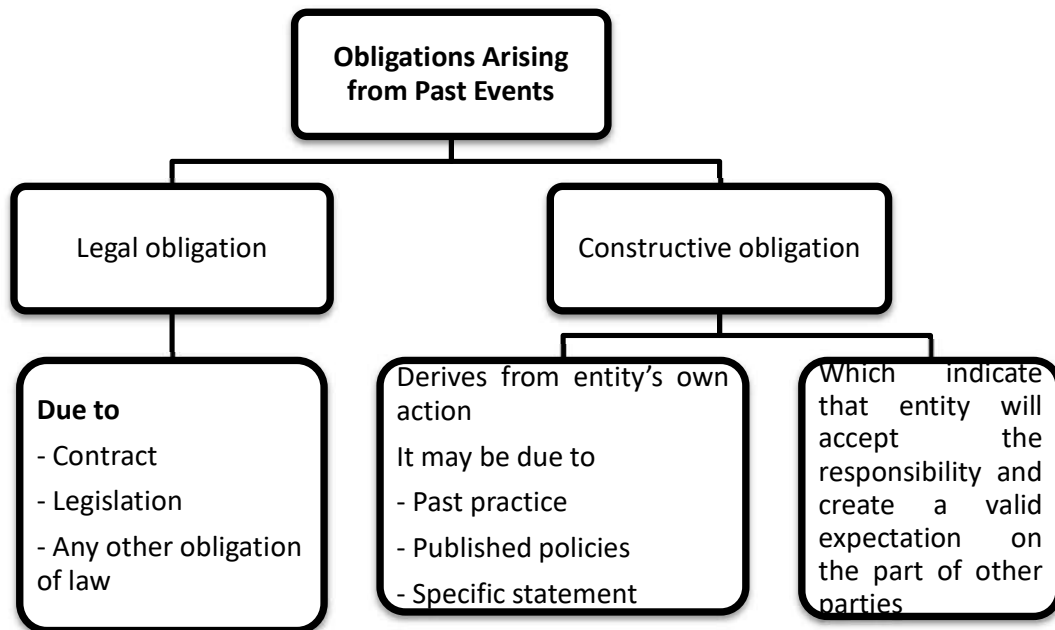 Obligations Arising
from Past Events
Legal obligation
Constructive obligation
Due to
- Contract
- Legislation
- Any other obligation
of law
Derives from entity’s own
action
It may be due to
- Past practice
- Published policies
- Specific statement
Which indicate
that entity will
accept the
responsibility and
create a valid
expectation on
the part of other
parties